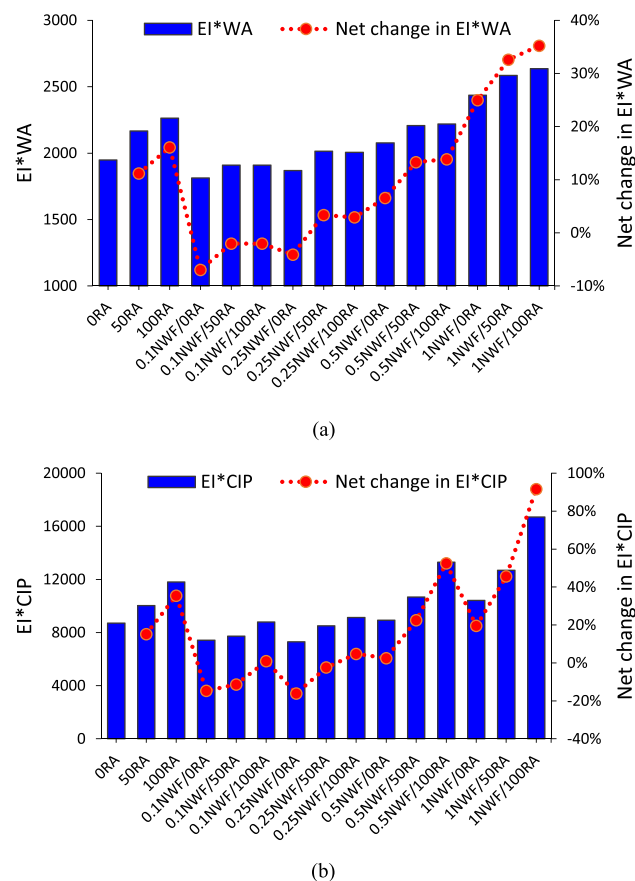 3000
2500
2000
1500
1000
EI*WA
EI*WA
Net change in EI*WA
40%
30%
20%
10%
0%
-10%
Net change in EI*WA
0RA
50RA
100RA
0.1NWF/0RA
0.1NWF/50RA
0.1NWF/100RA
0.25NWF/0RA
0.25NWF/50RA
0.25NWF/100RA
0.5NWF/0RA
0.5NWF/50RA
0.5NWF/100RA
1NWF/0RA
1NWF/50RA
1NWF/100RA
(a)
20000
16000
12000
8000
4000
0
EI*CIP
EI*CIP
Net change in EI*CIP
100%
80%
60%
40%
20%
0%
-20%
-40%
Net change in EI*CIP
0RA
50RA
100RA
0.1NWF/0RA
0.1NWF/50RA
0.1NWF/100RA
0.25NWF/0RA
0.25NWF/50RA
0.25NWF/100RA
0.5NWF/0RA
0.5NWF/50RA
0.5NWF/100RA
1NWF/0RA
1NWF/50RA
1NWF/100RA
(b)